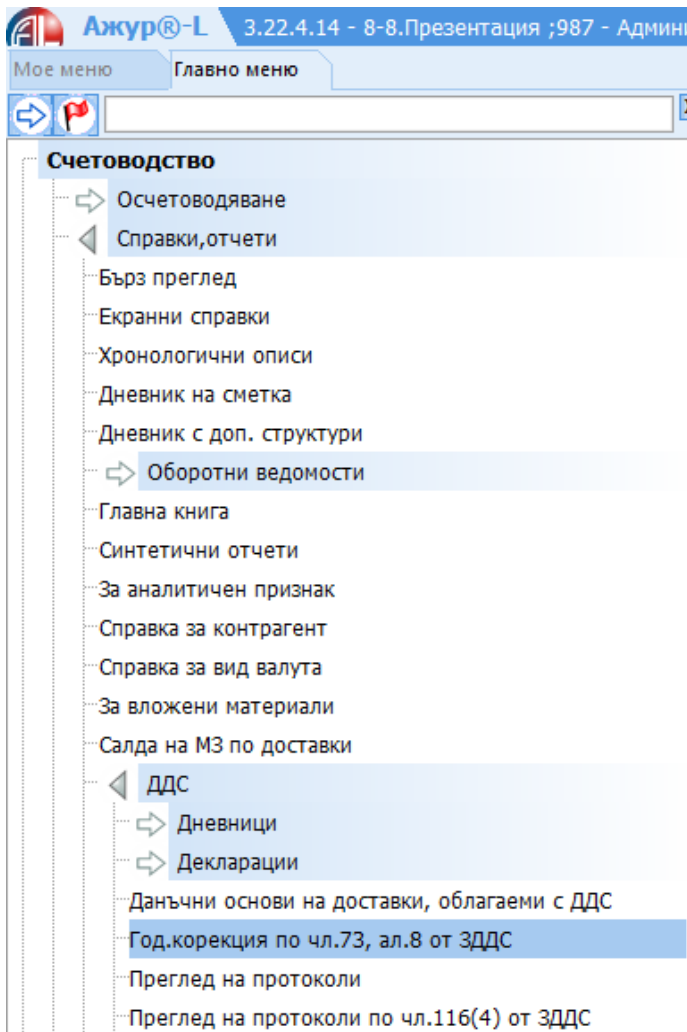 Ажур®-L 3.22.4.14 - 8-8.Презентация ;987 -
Мое меню Главно меню
Счетоводство
Осчетоводяване
Справки,отчети
Бърз преглед
Екранни справки
Хронологични описи
Дневник на сметка
Дневник с доп. структури
Оборотни ведомости
Главна книга
Синтетични отчети
За аналитичен признак
Справка за контрагент
Справка за вид валута
За вложени материали
Салда на МЗ по доставки
ДДС
Дневници
Декларации
Данъчни основи на доставки, облагаеми с ДДС
Год.корекция по чл.73, ал.8 от ЗДДС
Преглед на протоколи
Преглед на протоколи по чл.116(4) от ЗДДС